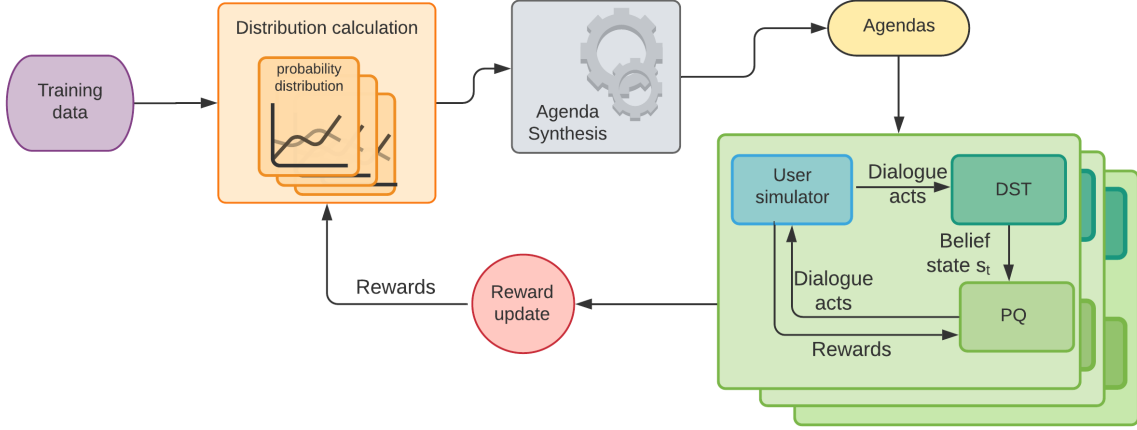 Training
data
Distribution calculation
probability
distribution
Agenda
Synthesis
Agendas
User
simulator
Dialogue
acts
DST
Belief
state sₜ
Dialogue
acts
PQ
Rewards
Reward
update
Rewards